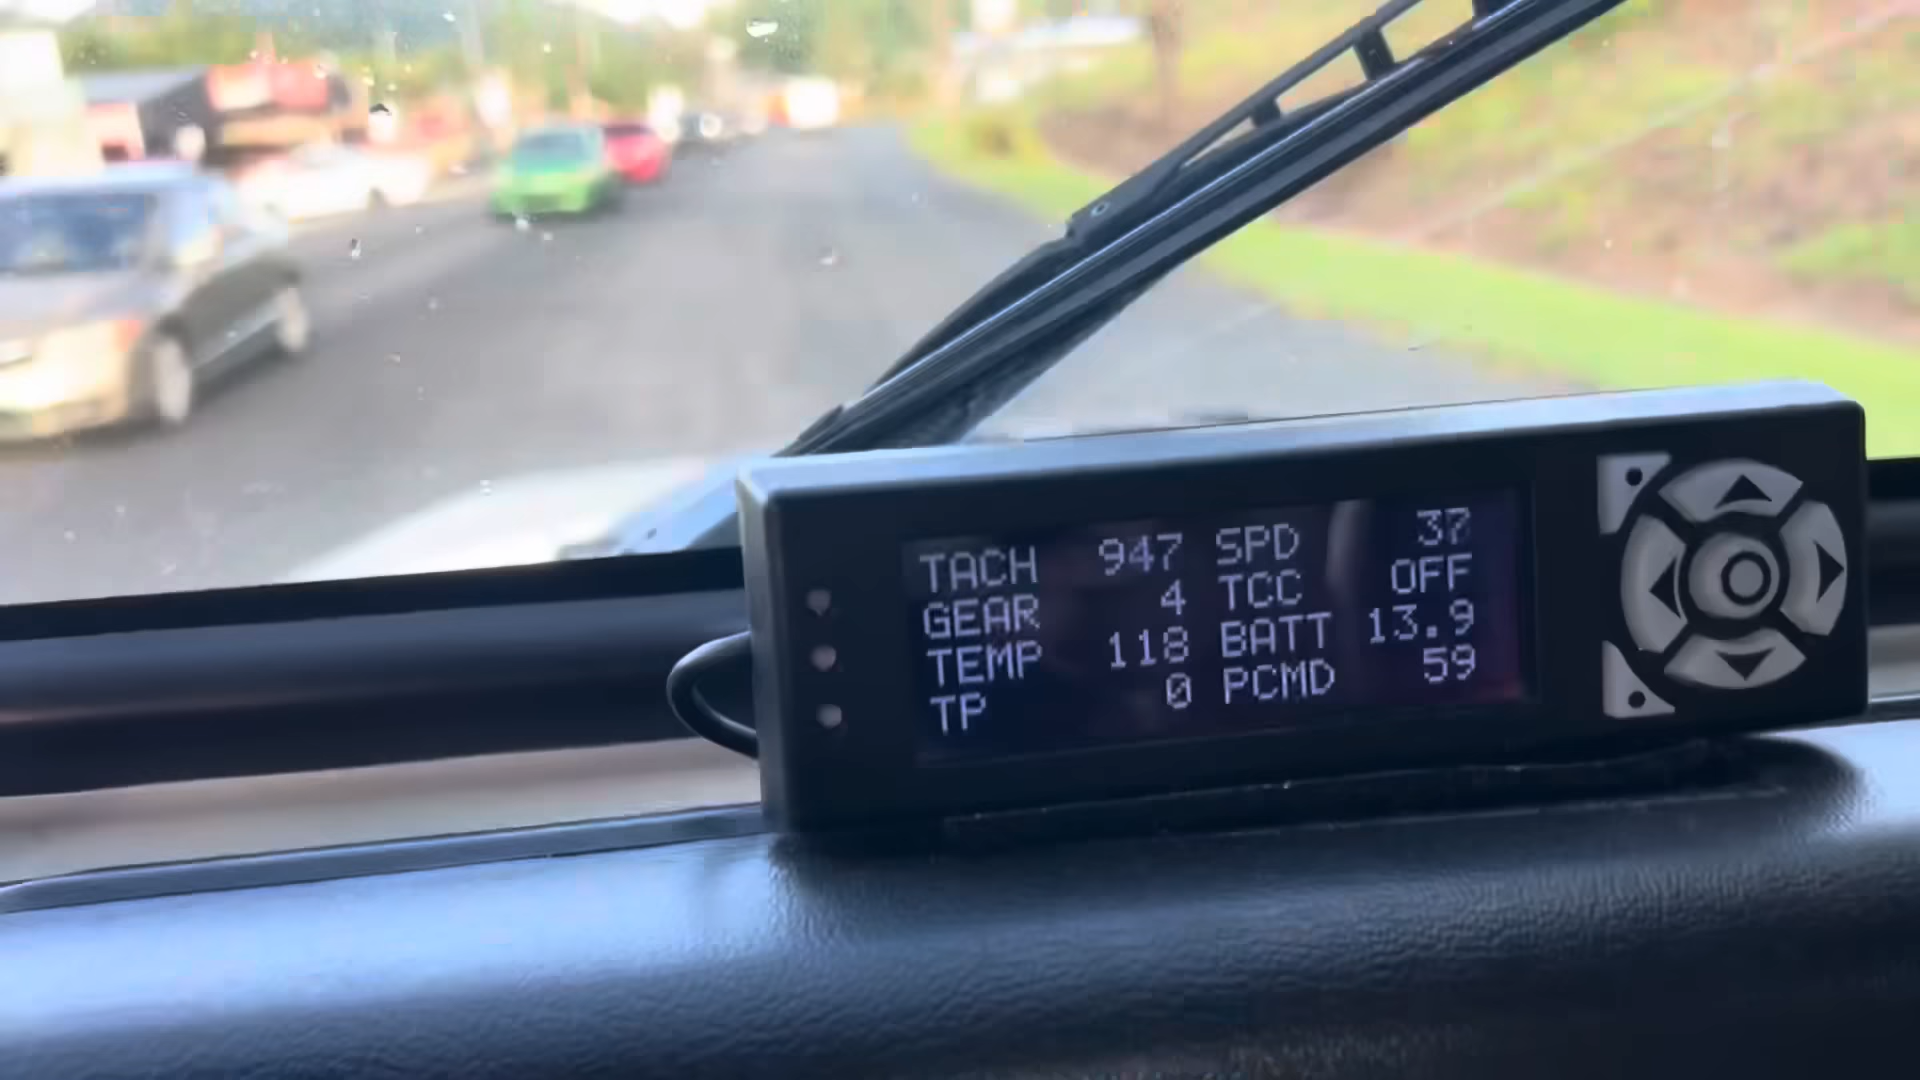 TACH 947 SPD 37
GEAR 4 TCC OFF
TEMP 118 BATT 13.9
TP 0 PCMD 59